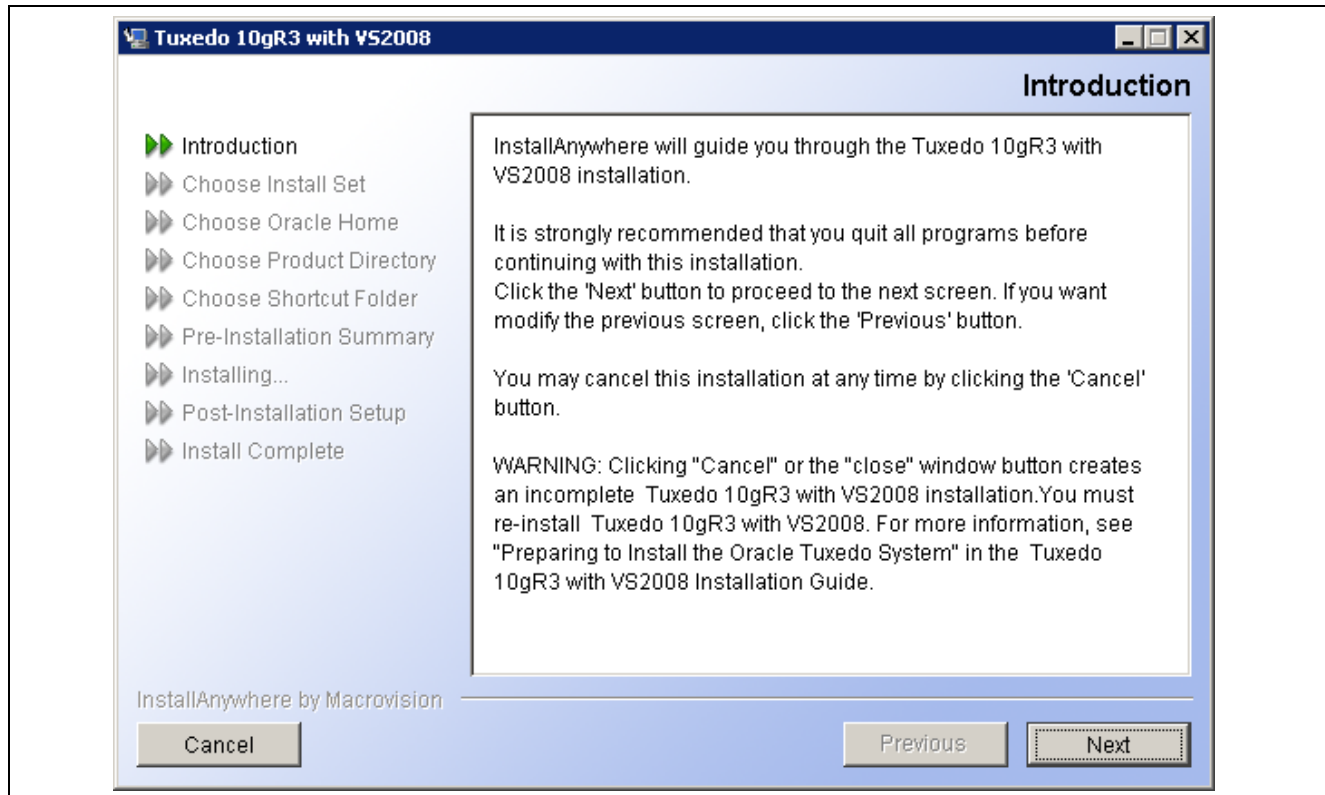 Tuxedo 10gR3 with VS2008
Introduction
Introduction
Choose Install Set
Choose Oracle Home
Choose Product Directory
Choose Shortcut Folder
Pre-Installation Summary
Installing...
Post-Installation Setup
Install Complete
InstallAnywhere will guide you through the Tuxedo 10gR3 with
VS2008 installation.
It is strongly recommended that you quit all programs before
continuing with this installation.
Click the 'Next' button to proceed to the next screen. If you want
modify the previous screen, click the 'Previous' button.
You may cancel this installation at any time by clicking the 'Cancel'
button.
WARNING: Clicking "Cancel" or the "close" window button creates
an incomplete  Tuxedo 10gR3 with VS2008 installation.You must
re-install  Tuxedo 10gR3 with VS2008. For more information, see
"Preparing to Install the Oracle Tuxedo System" in the  Tuxedo
10gR3 with VS2008 Installation Guide.
InstallAnywhere by Macrovision
Cancel
Previous
Next